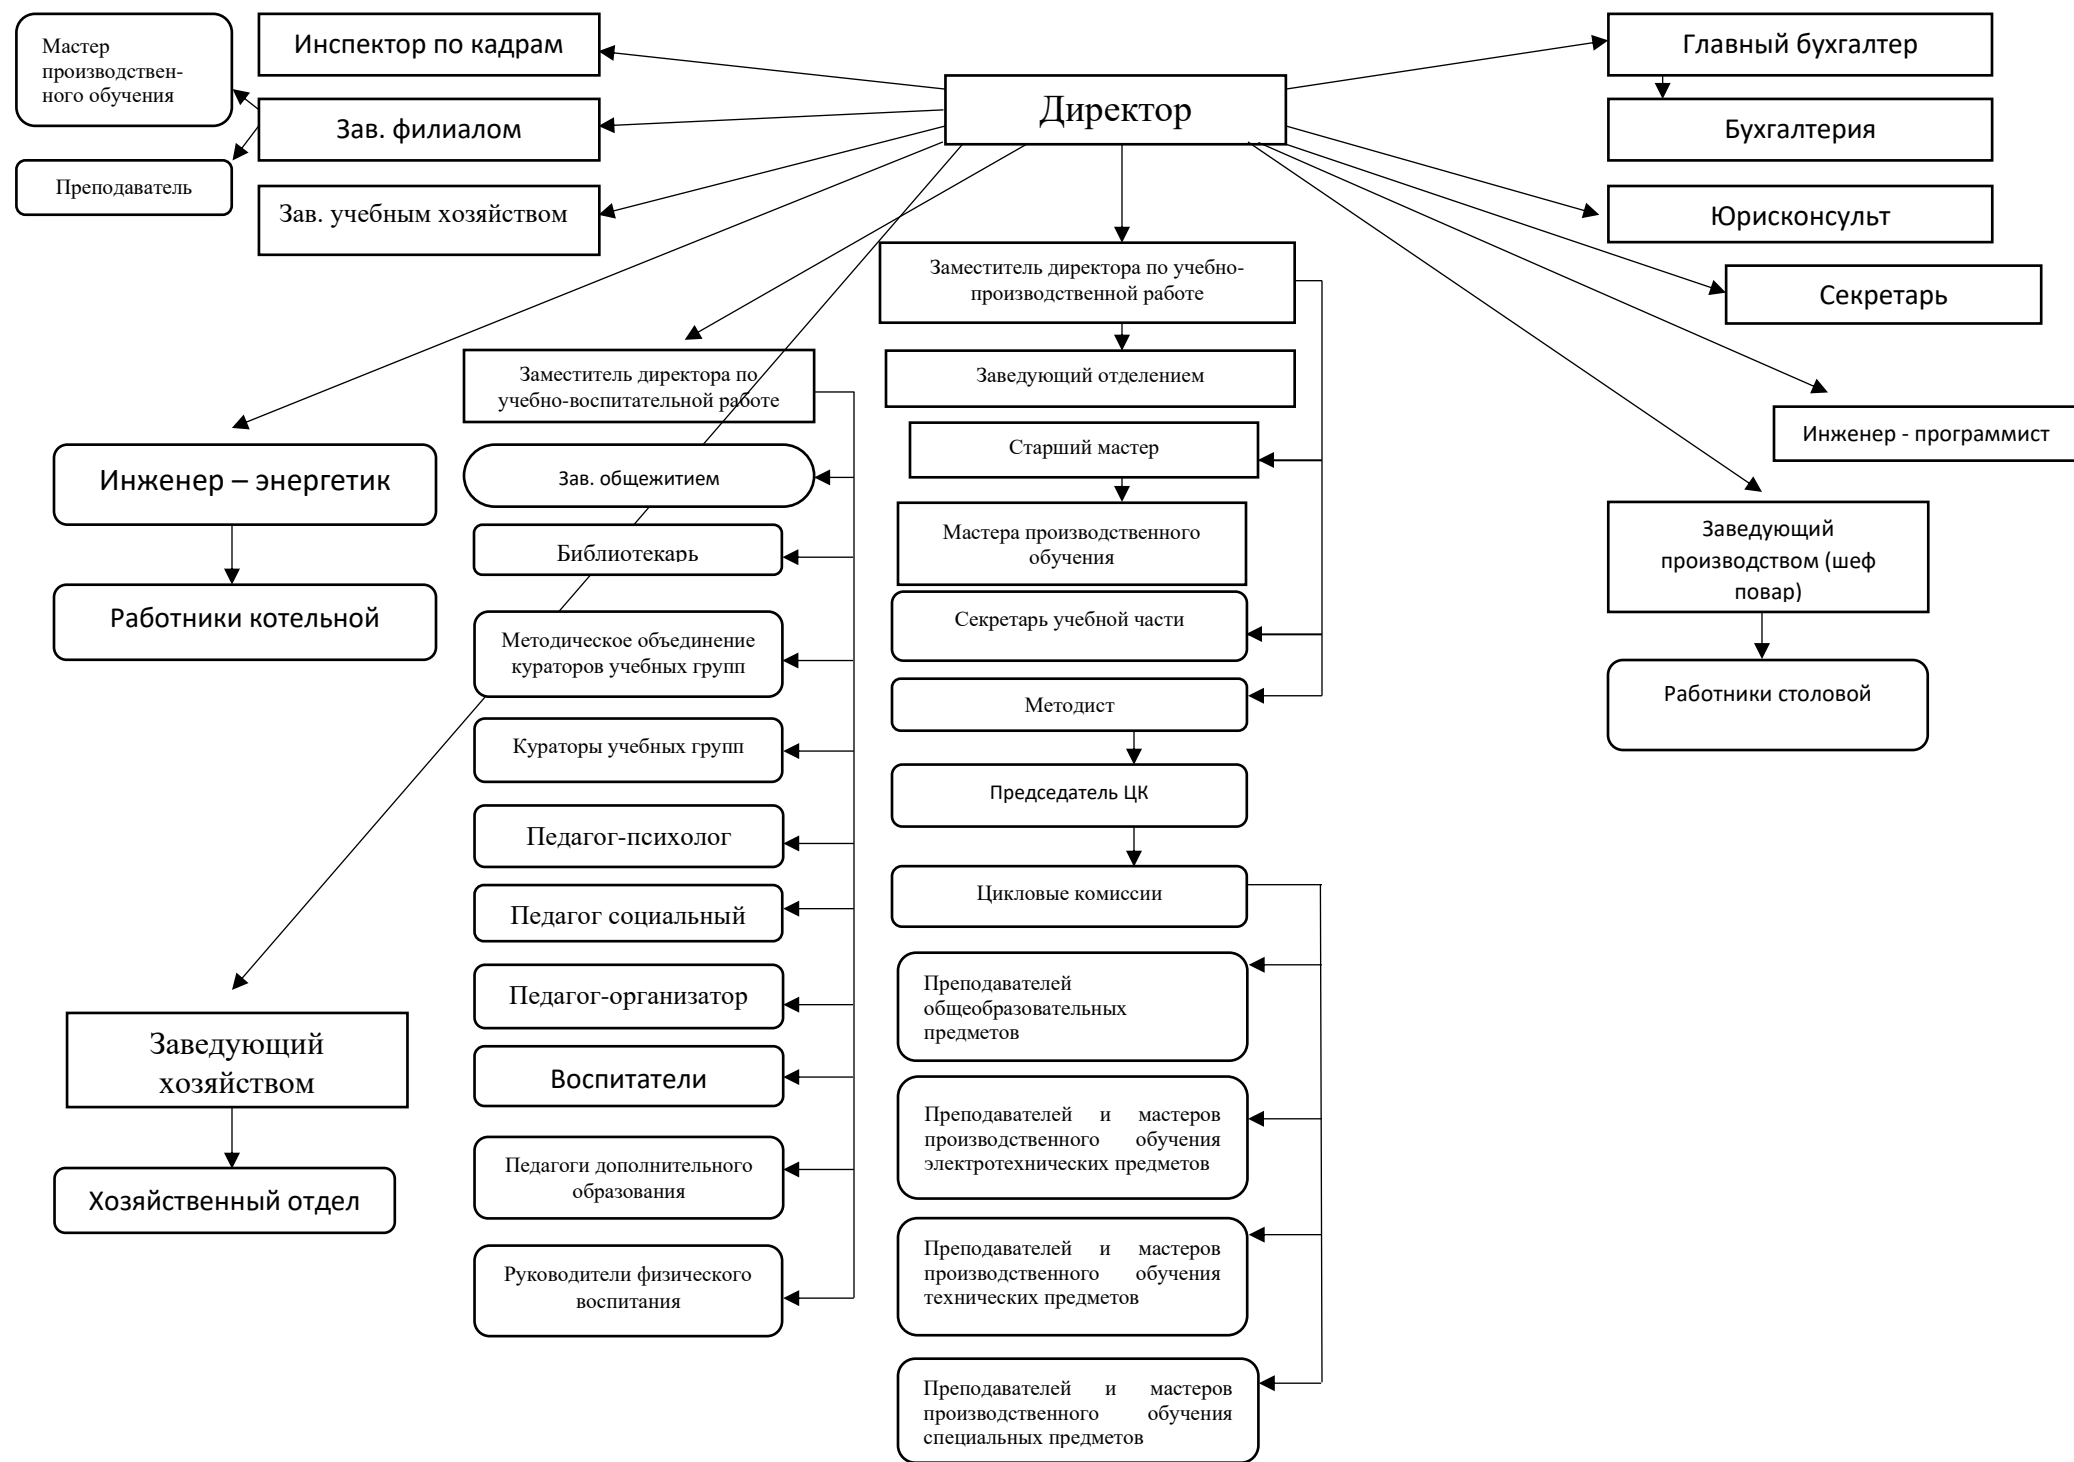 Мастер
производствен-
ного обучения
Инспектор по кадрам
Главный бухгалтер
Директор
Зав. филиалом
Бухгалтерия
Преподаватель
Зав. учебным хозяйством
Юрисконсульт
Заместитель директора по учебно-
производственной работе
Секретарь
Заместитель директора по
учебно-воспитательной работе
Заведующий отделением
Инженер - программист
Старший мастер
Инженер – энергетик
Зав. общежитием
Мастера производственного
обучения
Заведующий
производством (шеф
повар)
Библиотекарь
Работники котельной
Секретарь учебной части
Методическое объединение
кураторов учебных групп
Методист
Работники столовой
Кураторы учебных групп
Председатель ЦК
Педагог-психолог
Цикловые комиссии
Педагог социальный
Педагог-организатор
Преподавателей
общеобразовательных
предметов
Заведующий
хозяйством
Воспитатели
Преподавателей и мастеров
производственного обучения
электротехнических предметов
Педагоги дополнительного
образования
Хозяйственный отдел
Преподавателей и мастеров
производственного обучения
технических предметов
Руководители физического
воспитания
Преподавателей и мастеров
производственного обучения
специальных предметов